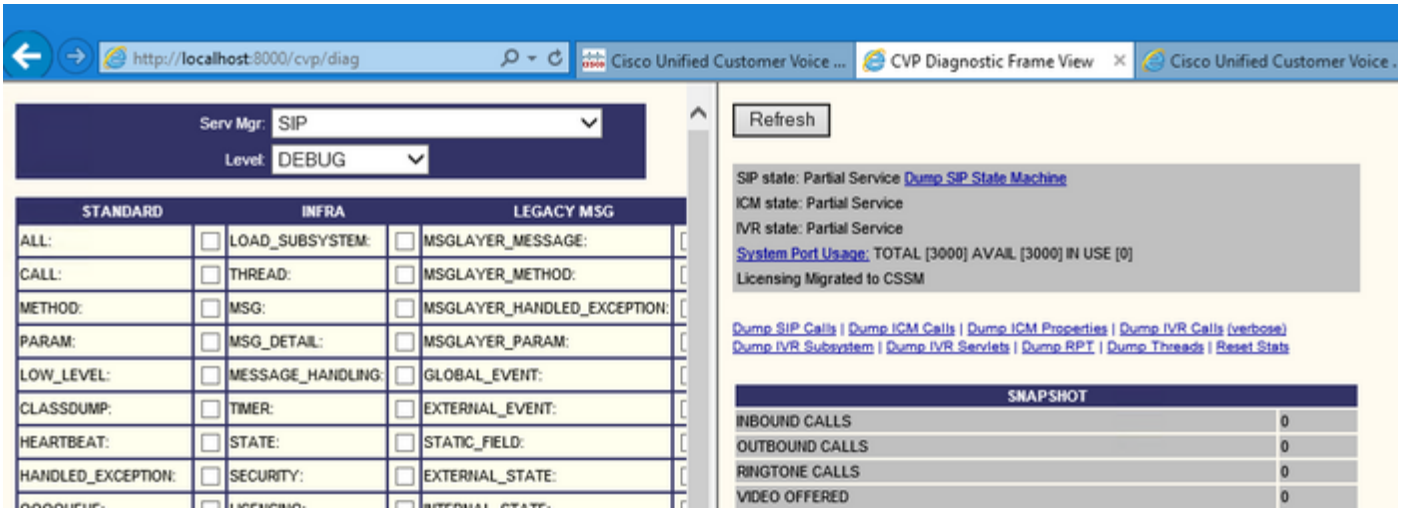 http://localhost:8000/cvp/diag
Cisco Unified Customer Voice ...
CVP Diagnostic Frame View
Cisco Unified Customer Voice .
Serv Mgr: SIP
Level: DEBUG
STANDARD INFRA LEGACY MSG
ALL: LOAD_SUBSYSTEM: MSGLAYER_MESSAGE:
CALL: THREAD: MSGLAYER_METHOD:
METHOD: MSG: MSGLAYER_HANDLED_EXCEPTION:
PARAM: MSG_DETAIL: MSGLAYER_PARAM:
LOW_LEVEL: MESSAGE_HANDLING: GLOBAL_EVENT:
CLASSDUMP: TIMER: EXTERNAL_EVENT:
HEARTBEAT: STATE: STATIC_FIELD:
HANDLED_EXCEPTION: SECURITY: EXTERNAL_STATE:
Refresh
SIP state: Partial Service Dump SIP State Machine
ICM state: Partial Service
IVR state: Partial Service
System Port Usage: TOTAL [3000] AVAIL [3000] IN USE [0]
Licensing Migrated to CSSM
Dump SIP Calls | Dump ICM Calls | Dump ICM Properties | Dump IVR Calls (verbose)
Dump IVR Subsystem | Dump IVR Servlets | Dump RPT | Dump Threads | Reset Stats
SNAPSHOT
INBOUND CALLS 0
OUTBOUND CALLS 0
RINGTONE CALLS 0
VIDEO OFFERED 0